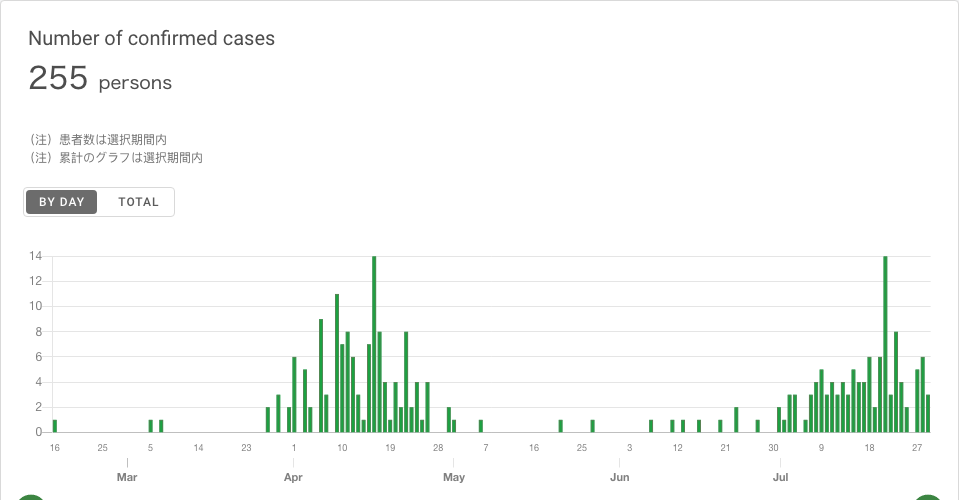 Number of confirmed cases
255 persons
（注）患者数は選択期間内
（注）累計のグラフは選択期間内
BY DAY TOTAL
14
12
10
8
6
4
2
0
16 25 5 14 23 1 10 19 28 7 16 25 3 12 21 30 9 18 27
Mar Apr May Jun Jul